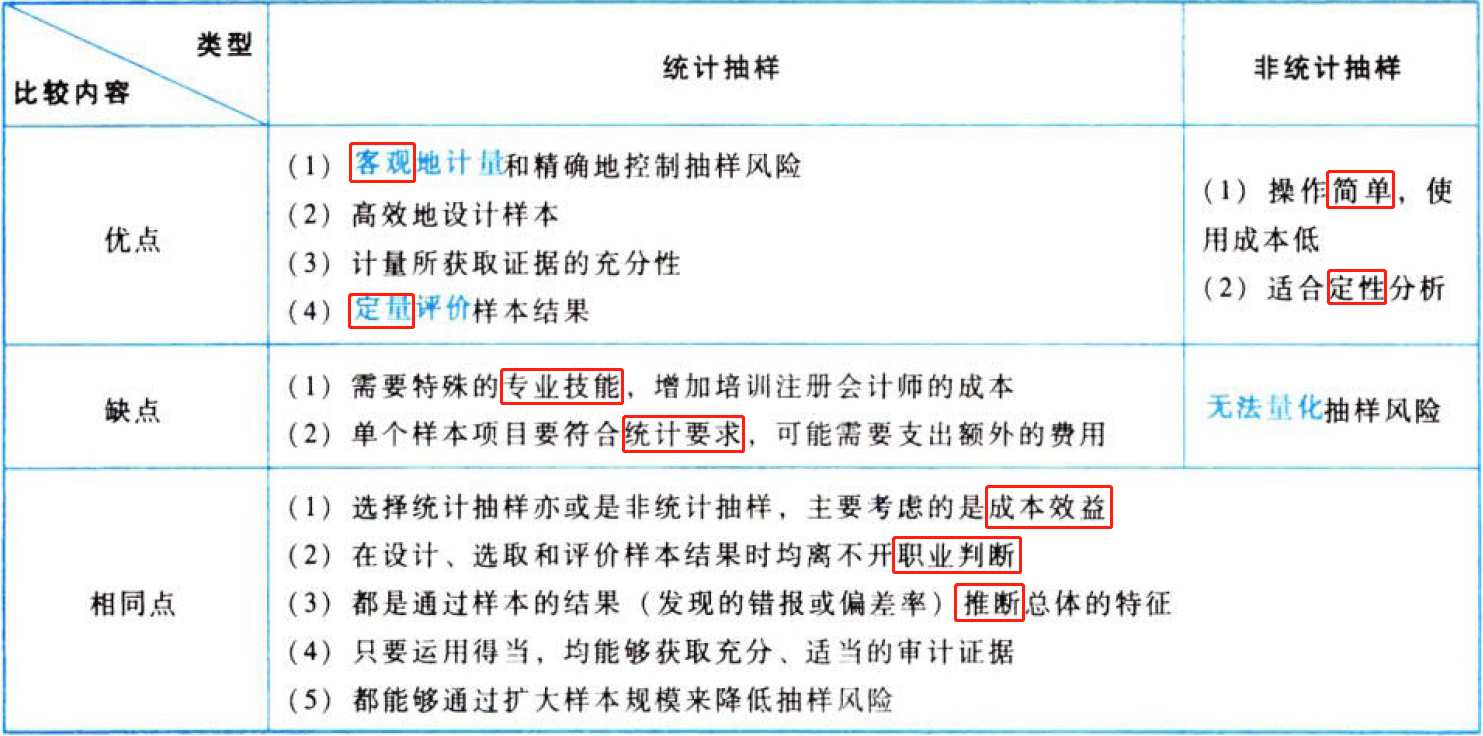 类型
比较内容
统计抽样
非统计抽样
优点
(1) 客观地计量和精确地控制抽样风险
(2) 高效地设计样本
(3) 计量所获取证据的充分性
(4) 定量评价样本结果
(1) 操作简单，使
用成本低
(2) 适合定性分析
缺点
(1) 需要特殊的专业技能，增加培训注册会计师的成本
(2) 单个样本项目要符合统计要求，可能需要支出额外的费用
无法量化抽样风险
相同点
(1) 选择统计抽样亦或是非统计抽样，主要考虑的是成本效益
(2) 在设计、选取和评价样本结果时均离不开职业判断
(3) 都是通过样本的结果（发现的错报或偏差率）推断总体的特征
(4) 只要运用得当，均能够获取充分、适当的审计证据
(5) 都能够通过扩大样本规模来降低抽样风险